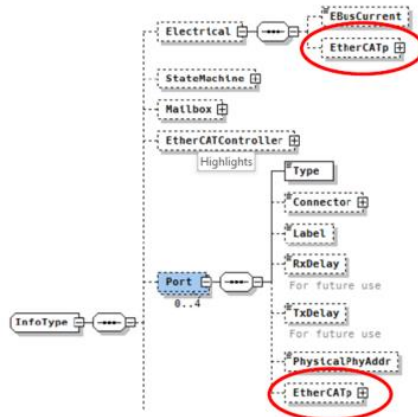 EBusCurrent
Electrical
EtherCATp
StateMachine
Mailbox
EtherCATController
Highlights
Type
Connector
Label
RxDelay
For future use
Port
0..4
TxDelay
For future use
InfoType
PhysicalPhyAddr
EtherCATp